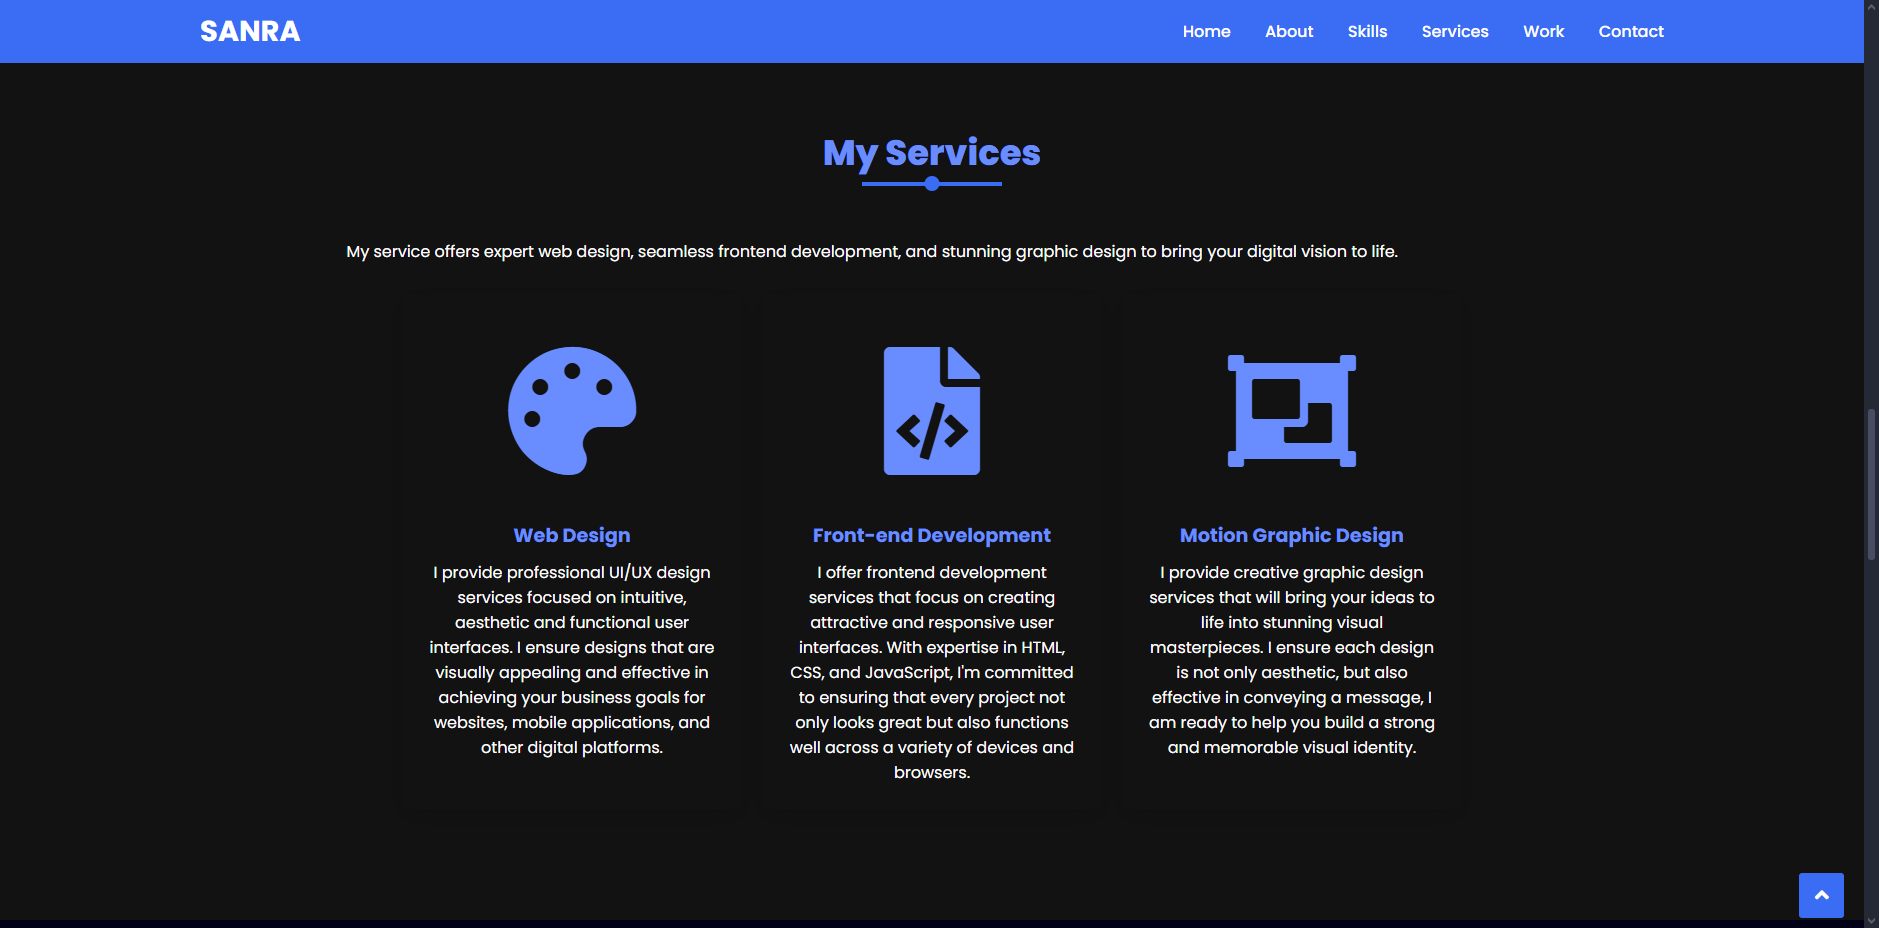 SANRA
Home About Skills Services Work Contact
My Services
My service offers expert web design, seamless frontend development, and stunning graphic design to bring your digital vision to life.
Web Design
I provide professional UI/UX design
services focused on intuitive,
aesthetic and functional user
interfaces. I ensure designs that are
visually appealing and effective in
achieving your business goals for
websites, mobile applications, and
other digital platforms.
Front-end Development
I offer frontend development
services that focus on creating
attractive and responsive user
interfaces. With expertise in HTML,
CSS, and JavaScript, I'm committed
to ensuring that every project not
only looks great but also functions
well across a variety of devices and
browsers.
Motion Graphic Design
I provide creative graphic design
services that will bring your ideas to
life into stunning visual
masterpieces. I ensure each design
is not only aesthetic, but also
effective in conveying a message, I
am ready to help you build a strong
and memorable visual identity.